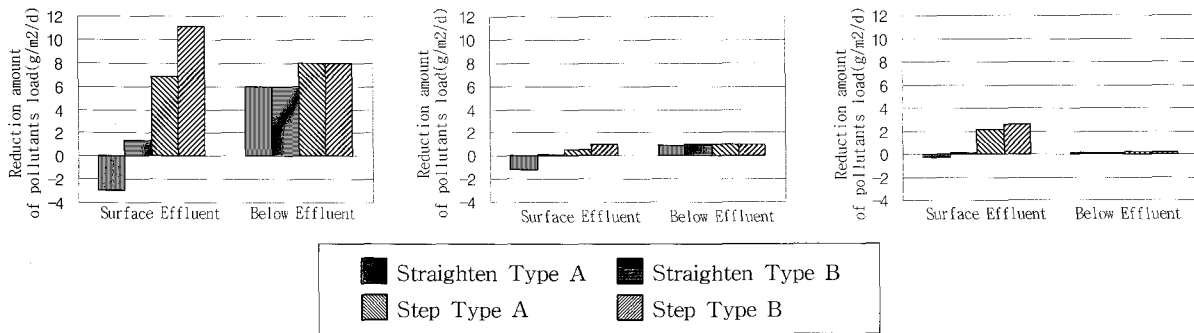 Reduction amount
of pollutants load(g/m2/d)
12
10
8
6
4
2
0
−2
−4
Surface Effluent
Below Effluent
Reduction amount
of pollutants load(g/m2/d)
12
10
8
6
4
2
0
-2
-4
Surface Effluent
Below Effluent
Reduction amount
of pollutants load(g/m2/d)
12
10
8
6
4
2
0
-2
-4
Surface Effluent
Below Effluent
Straighten Type A
Straighten Type B
Step Type A
Step Type B